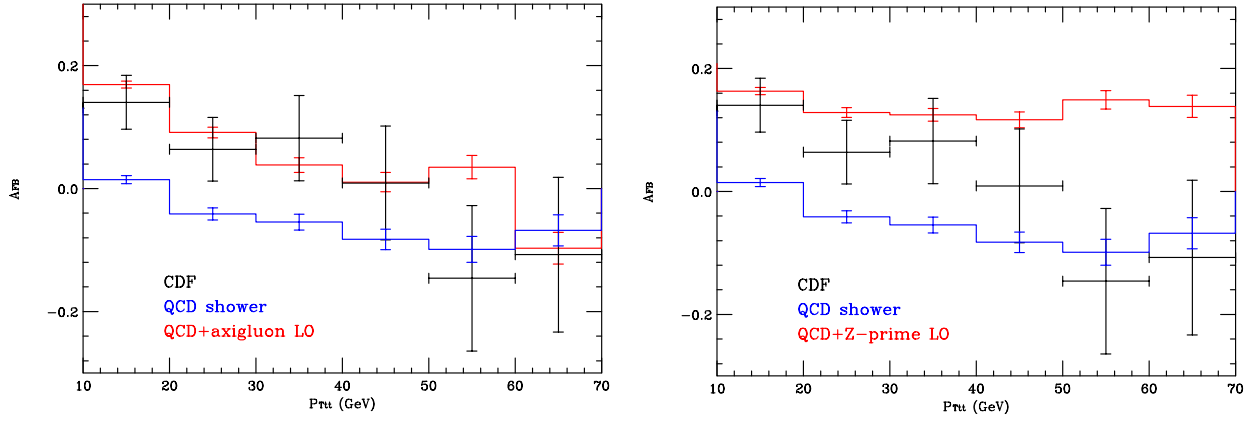 0.2
0.0
−0.2
AFB
CDF
QCD shower
QCD+axigluon LO
10 20 30 40 50 60 70
PTtt (GeV)
0.2
0.0
−0.2
AFB
CDF
QCD shower
QCD+Z−prime LO
10 20 30 40 50 60 70
PTtt (GeV)